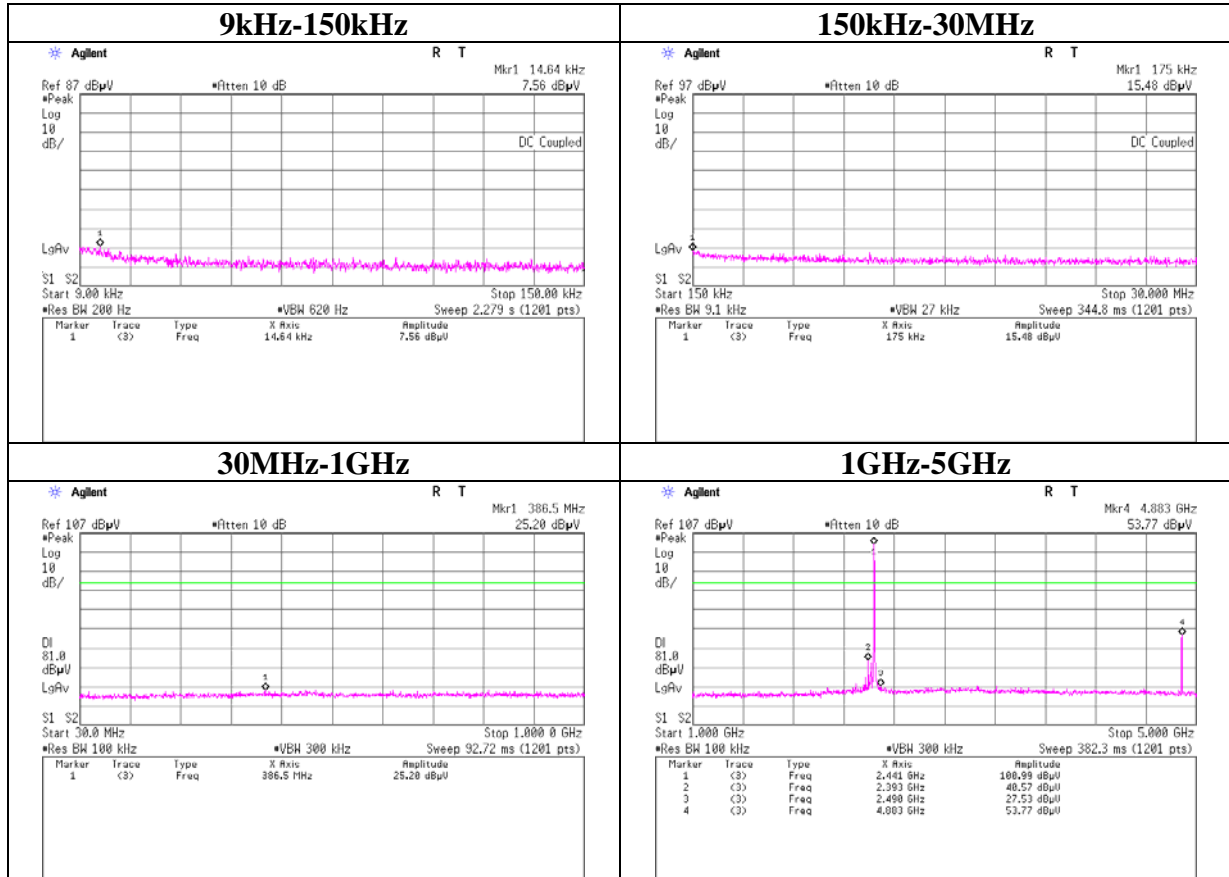 9kHz-150kHz
Agilent R T
Mkr1 14.64 kHz
Ref 87 dBµV #Atten 10 dB 7.56 dBµV
#Peak
Log
10
dB/
DC Coupled
1
LgAv
S1 S2
Start 9.00 kHz Stop 150.00 kHz
#Res BW 200 Hz #VBW 620 Hz Sweep 2.279 s (1201 pts)
Marker Trace Type X Axis Amplitude
1 (3) Freq 14.64 kHz 7.56 dBµV
150kHz-30MHz
Agilent R T
Mkr1 175 kHz
Ref 97 dBµV #Atten 10 dB 15.48 dBµV
#Peak
Log
10
dB/
DC Coupled
1
LgAv
S1 S2
Start 150 kHz Stop 30.000 MHz
#Res BW 9.1 kHz #VBW 27 kHz Sweep 344.8 ms (1201 pts)
Marker Trace Type X Axis Amplitude
1 (3) Freq 175 kHz 15.48 dBµV
30MHz-1GHz
Agilent R T
Mkr1 386.5 MHz
Ref 107 dBµV #Atten 10 dB 25.20 dBµV
#Peak
Log
10
dB/
DI
81.0
dBµV
1
LgAv
S1 S2
Start 30.0 MHz Stop 1.000 0 GHz
#Res BW 100 kHz #VBW 300 kHz Sweep 92.72 ms (1201 pts)
Marker Trace Type X Axis Amplitude
1 (3) Freq 386.5 MHz 25.20 dBµV
1GHz-5GHz
Agilent R T
Mkr4 4.883 GHz
Ref 107 dBµV #Atten 10 dB 53.77 dBµV
#Peak
Log
10
dB/
1
4
DI
81.0
dBµV
2
3
LgAv
S1 S2
Start 1.000 GHz Stop 5.000 GHz
#Res BW 100 kHz #VBW 300 kHz Sweep 382.3 ms (1201 pts)
Marker Trace Type X Axis Amplitude
1 (3) Freq 2.441 GHz 100.99 dBµV
2 (3) Freq 2.393 GHz 40.57 dBµV
3 (3) Freq 2.490 GHz 27.53 dBµV
4 (3) Freq 4.883 GHz 53.77 dBµV